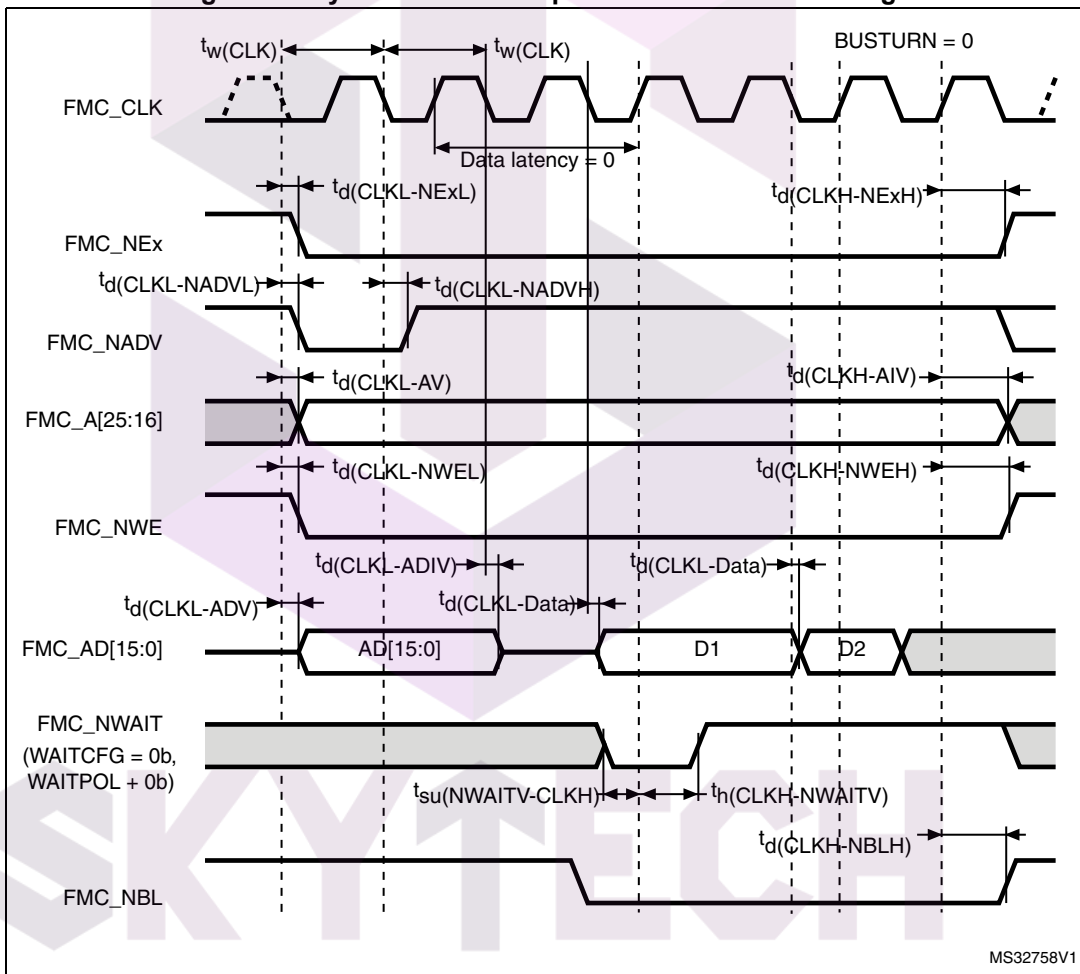 tw(CLK)
tw(CLK)
BUSTURN = 0
FMC_CLK
Data latency = 0
td(CLKL-NExL)
td(CLKH-NExH)
FMC_NEx
td(CLKL-NADVL)
td(CLKL-NADVH)
FMC_NADV
td(CLKL-AV)
td(CLKH-AIV)
FMC_A[25:16]
td(CLKL-NWEL)
td(CLKH-NWEH)
FMC_NWE
td(CLKL-ADIV)
td(CLKL-Data)
td(CLKL-ADV)
td(CLKL-Data)
FMC_AD[15:0]
AD[15:0]
D1
D2
FMC_NWAIT
(WAITCFG = 0b,
WAITPOL + 0b)
tsu(NWAITV-CLKH)
th(CLKH-NWAITV)
td(CLKH-NBLH)
FMC_NBL
SKYTECH
MS32758V1